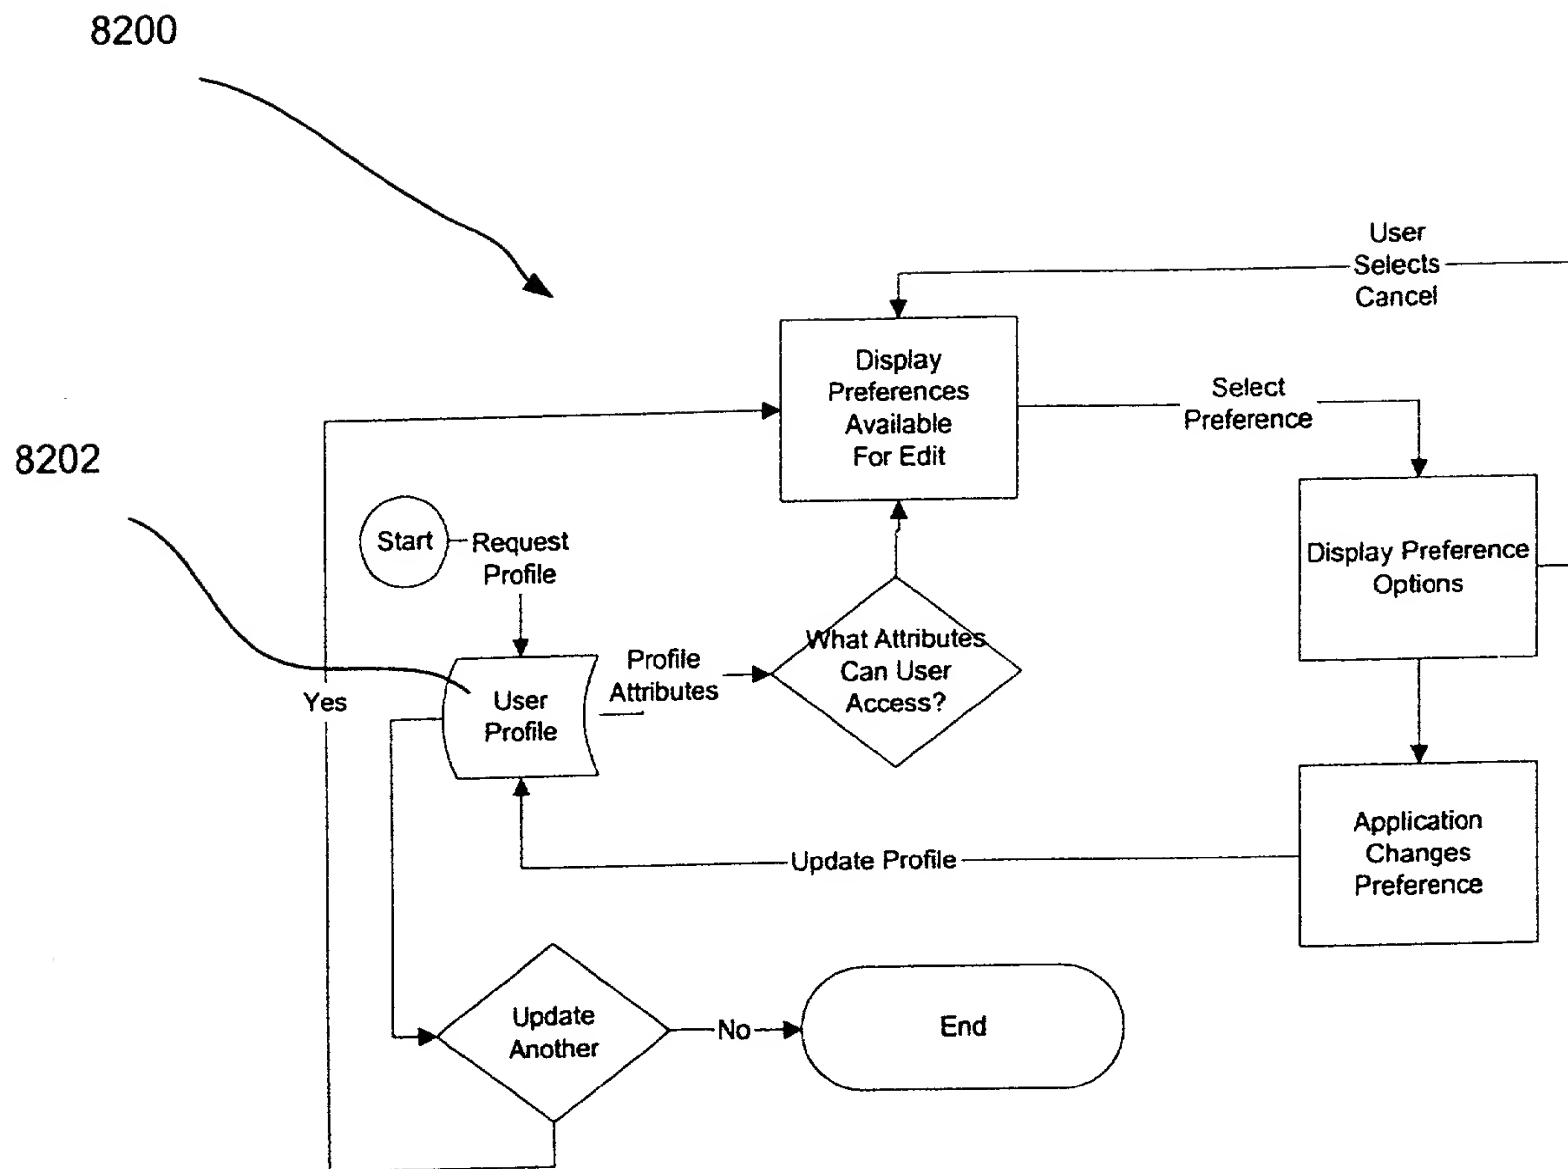 8200
User
Selects
Cancel
Display
Preferences
Available
For Edit
Select
Preference
8202
Start
Request
Profile
Display Preference
Options
What Attributes
Can User
Access?
Profile
Attributes
User
Profile
Yes
Application
Changes
Preference
Update Profile
Update
Another
No
End